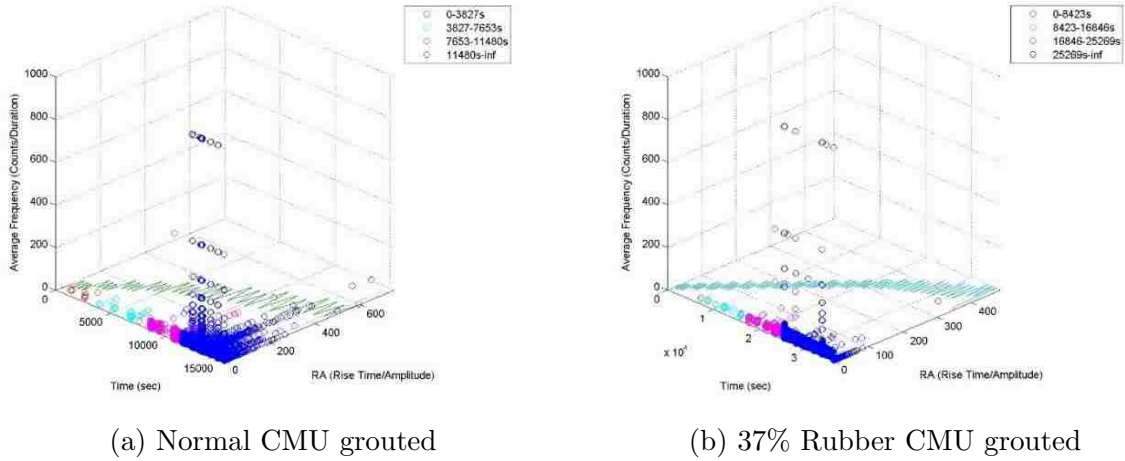 0-3827s
3827-7653s
7653-11480s
11480s-inf
1000
800
600
400
200
0
Average Frequency (Counts/Duration)
0
5000
10000
15000
Time (sec)
0
200
400
600
RA (Rise Time/Amplitude)
(a) Normal CMU grouted
0-8423s
8423-16846s
16846-25269s
25269s-inf
1000
800
600
400
200
0
Average Frequency (Counts/Duration)
0
1
2
3
x 10⁴
Time (sec)
0
100
200
300
400
RA (Rise Time/Amplitude)
(b) 37% Rubber CMU grouted